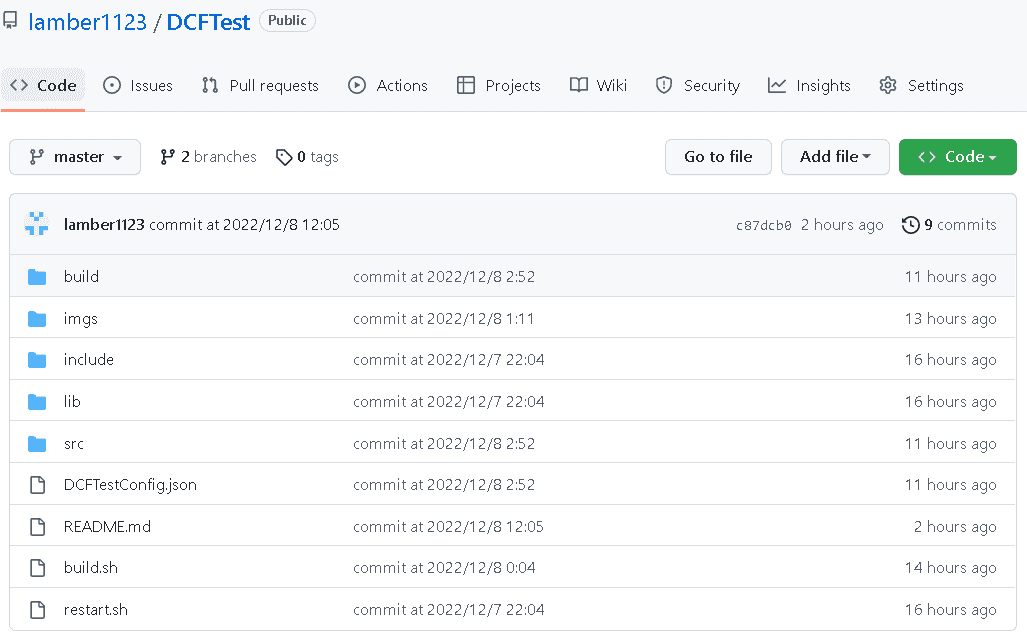 lamber1123 / DCFTest Public
Code Issues Pull requests Actions Projects Wiki Security Insights Settings
master 2 branches 0 tags Go to file Add file Code
lamber1123 commit at 2022/12/8 12:05 c87dcb0 2 hours ago 9 commits
build commit at 2022/12/8 2:52 11 hours ago
imgs commit at 2022/12/8 1:11 13 hours ago
include commit at 2022/12/7 22:04 16 hours ago
lib commit at 2022/12/7 22:04 16 hours ago
src commit at 2022/12/8 2:52 11 hours ago
DCFTestConfig.json commit at 2022/12/8 2:52 11 hours ago
README.md commit at 2022/12/8 12:05 2 hours ago
build.sh commit at 2022/12/8 0:04 14 hours ago
restart.sh commit at 2022/12/7 22:04 16 hours ago